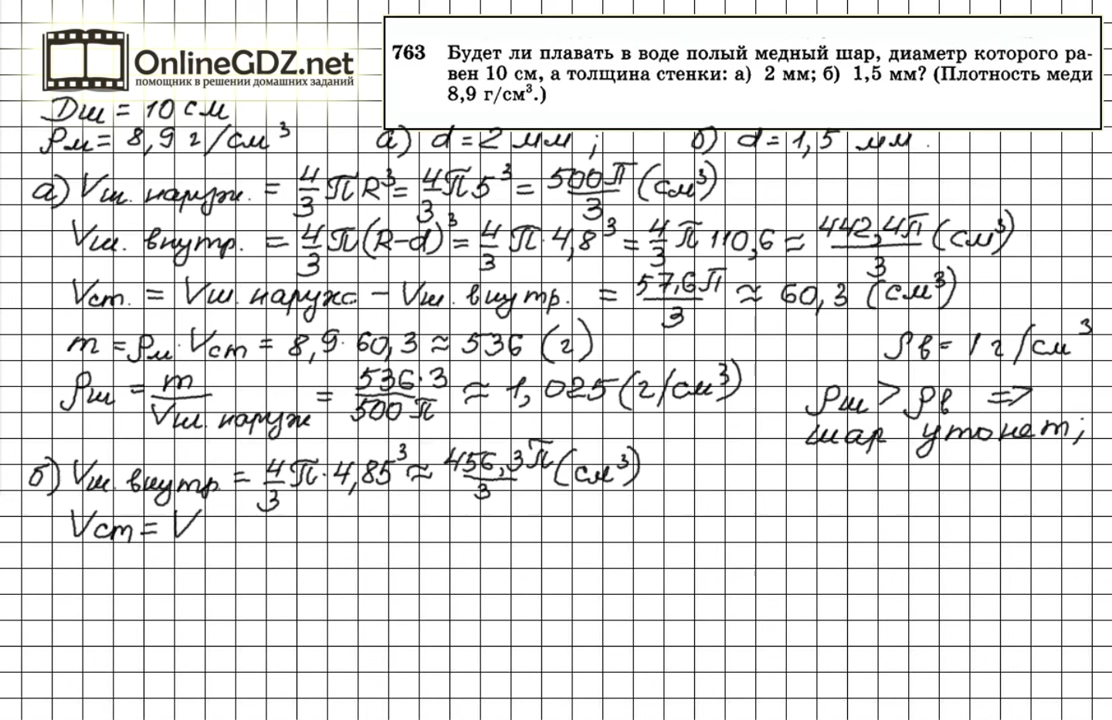 OnlineGDZ.net
помощник в решении домашних заданий
763 Будет ли плавать в воде полый медный шар, диаметр которого ра-
вен 10 см, а толщина стенки: а) 2 мм; б) 1,5 мм? (Плотность меди
8,9 г/см³.)
Dш = 10 см
ρм = 8,9 г/см³ а) d = 2 мм ; б) d = 1,5 мм .
а) Vш. наруж. = 4/3 πR³ = 4/3 π5³ = 500π/3 (см³)
Vш. внутр. = 4/3 π(R-d)³ = 4/3 π·4,8³ = 4/3 π 110,6 ≈ 442,4π/3 (см³)
Vст. = Vш. наруж – Vш. внутр. = 57,6π/3 ≈ 60,3 (см³)
m = ρм·Vст = 8,9·60,3 ≈ 536 (г) ρв = 1 г/см³
ρш = m/Vш. наруж = 536·3/500π ≈ 1,025 (г/см³) ρш > ρв =>
шар утонет;
б) Vш. внутр = 4/3 π·4,85³ ≈ 456,3π/3 (см³)
Vст = V